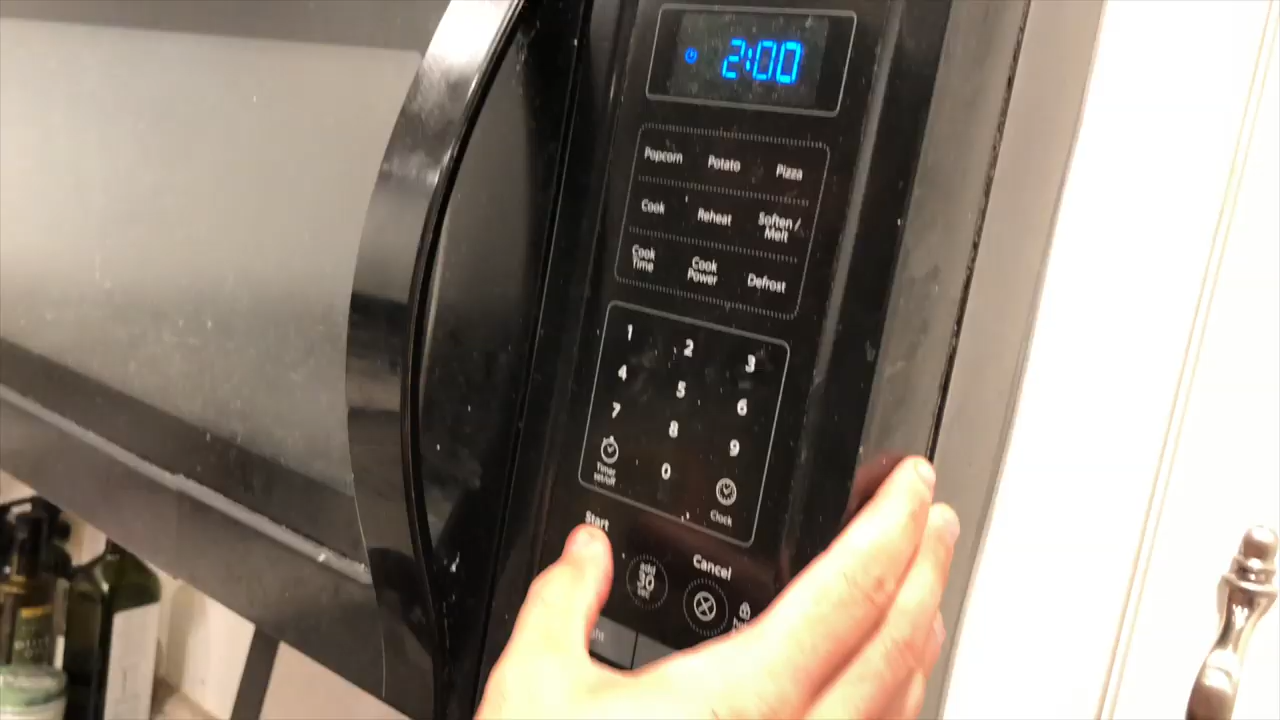 2:00
Popcorn Potato Pizza
Cook Reheat Soften/
Melt
Cook
Time Cook
Power Defrost
1 2 3
4 5 6
7 8 9
Timer
set/off 0 Clock
Start
add
30
sec
Cancel